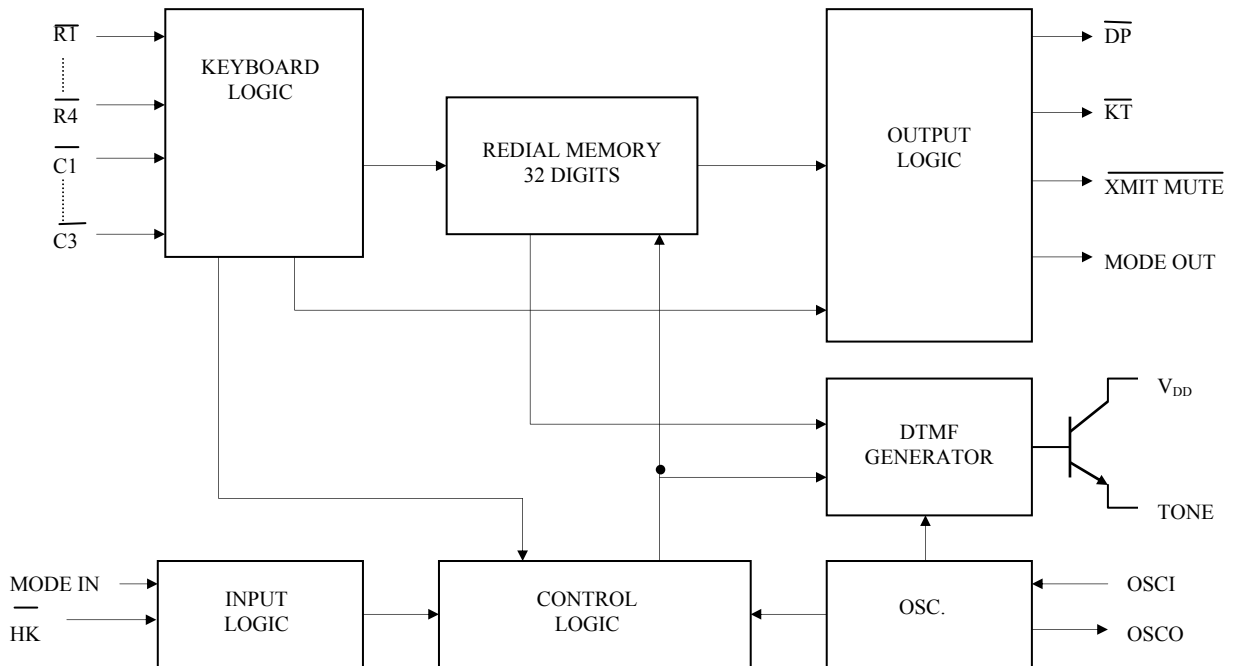 R1
R4
C1
C3
KEYBOARD
LOGIC
REDIAL MEMORY
32 DIGITS
OUTPUT
LOGIC
DP
KT
XMIT MUTE
MODE OUT
DTMF
GENERATOR
VDD
TONE
MODE IN
HK
INPUT
LOGIC
CONTROL
LOGIC
OSC.
OSCI
OSCO